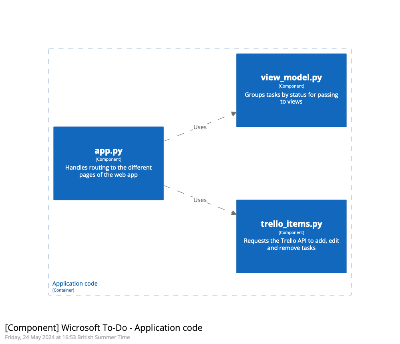 view_model.py
[Component]
Groups tasks by status for passing
to views
Uses
app.py
[Component]
Handles routing to the different
pages of the web app
Uses
trello_items.py
[Component]
Requests the Trello API to add, edit
and remove tasks
Application code
[Container]
[Component] Wicrosoft To-Do - Application code
Friday, 24 May 2024 at 16:53 British Summer Time